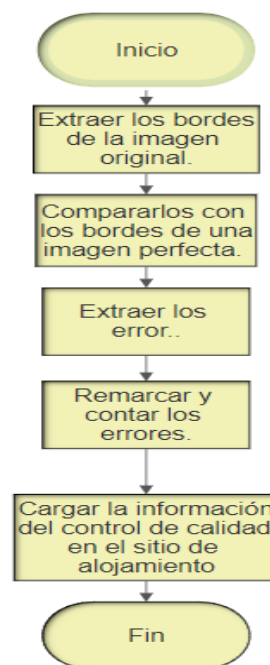 Inicio
Extraer los bordes
de la imagen
original.
Compararlos con
los bordes de una
imagen perfecta.
Extraer los
error..
Remarcar y
contar los
errores.
Cargar la información
del control de calidad
en el sitio de
alojamiento
Fin